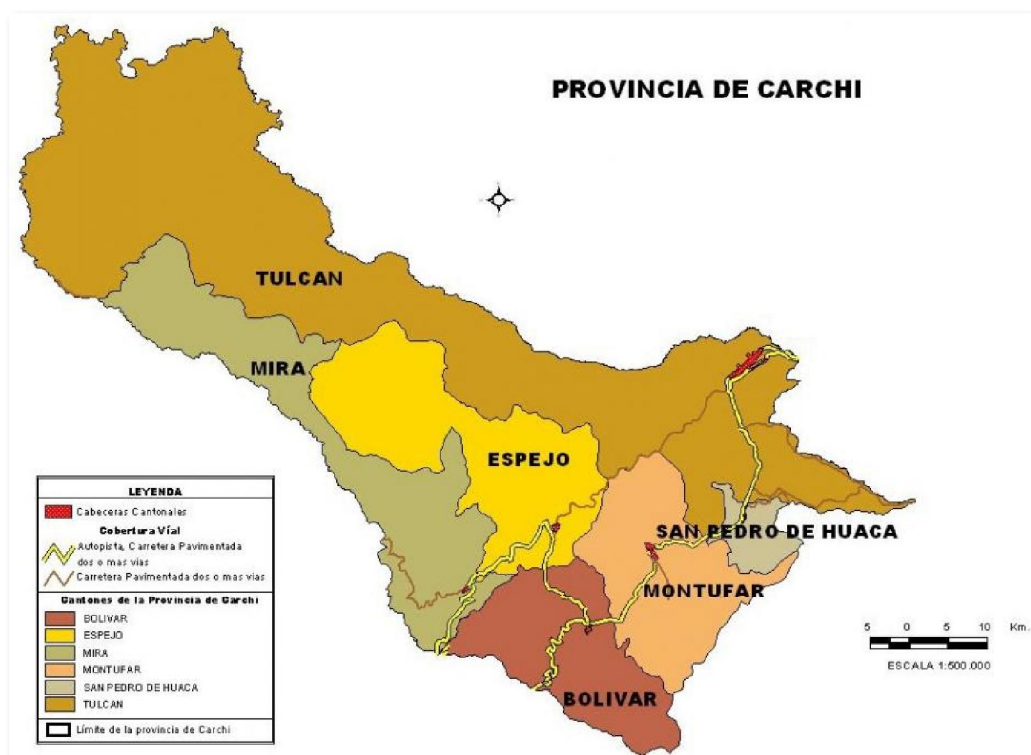 PROVINCIA DE CARCHI
TULCAN
MIRA
ESPEJO
SAN PEDRO DE HUACA
MONTUFAR
BOLIVAR
LEYENDA
Cabeceras Cantonales
Cobertura Víal
Autopista, Carretera Pavimentada
dos o mas vias
Carretera Pavimentada dos o mas vias
Cantones de la Provincia de Carchi
BOLIVAR
ESPEJO
MIRA
MONTUFAR
SAN PEDRO DE HUACA
TULCAN
Límite de la provincia de Carchi
5 0 5 10 Km.
ESCALA 1:500.000